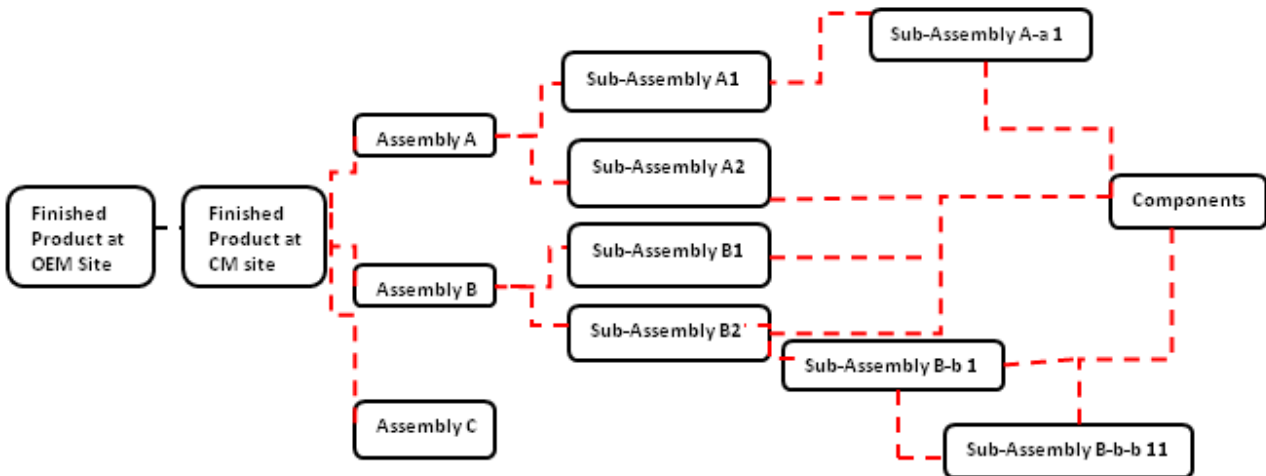 Sub-Assembly A-a 1
Sub-Assembly A1
Assembly A
Sub-Assembly A2
Finished
Product at
OEM Site
Finished
Product at
CM site
Components
Sub-Assembly B1
Assembly B
Sub-Assembly B2
Sub-Assembly B-b 1
Assembly C
Sub-Assembly B-b-b 11